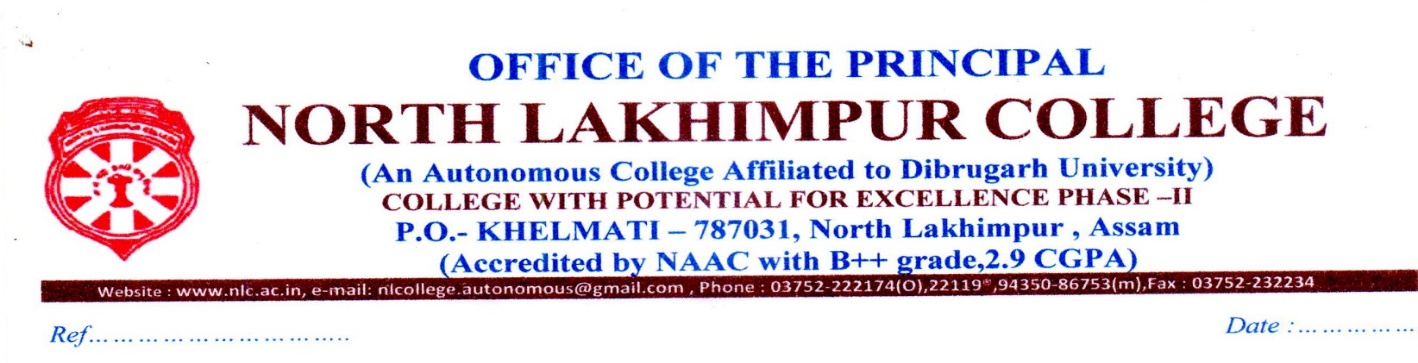 OFFICE OF THE PRINCIPAL
NORTH LAKHIMPUR COLLEGE
(An Autonomous College Affiliated to Dibrugarh University)
COLLEGE WITH POTENTIAL FOR EXCELLENCE PHASE –II
P.O.- KHELMATI – 787031, North Lakhimpur , Assam
(Accredited by NAAC with B++ grade,2.9 CGPA)
Website : www.nlc.ac.in, e-mail: nlcollege.autonomous@gmail.com , Phone : 03752-222174(O),22119®,94350-86753(m),Fax : 03752-232234
Ref.................................
Date :...............